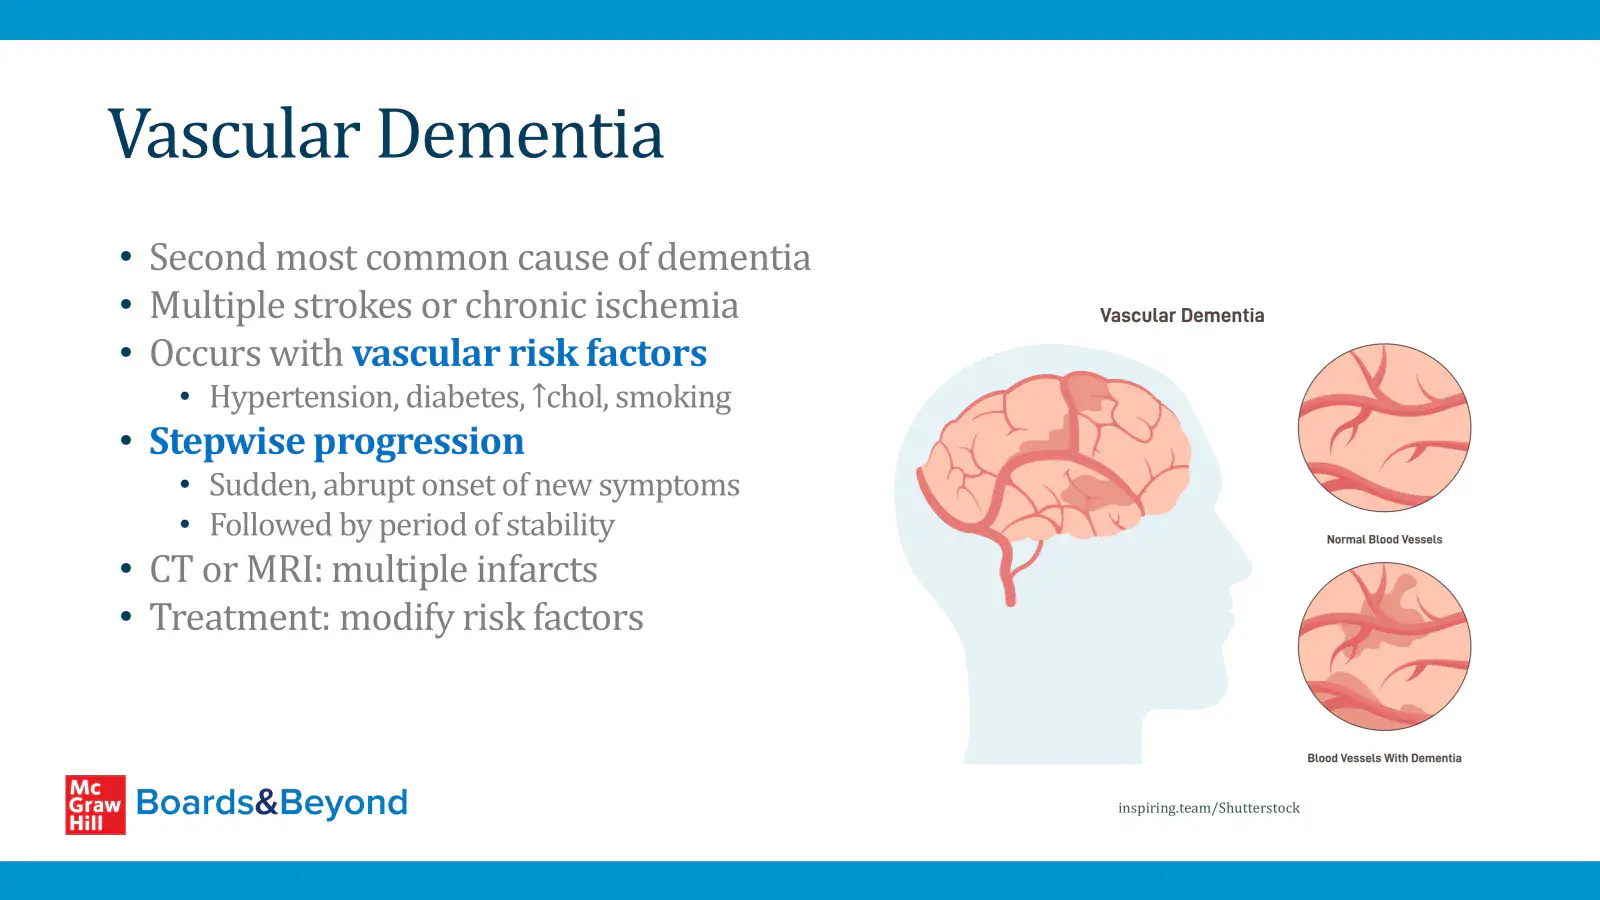 Vascular Dementia
• Second most common cause of dementia
• Multiple strokes or chronic ischemia
• Occurs with vascular risk factors
• Hypertension, diabetes, ↑chol, smoking
• Stepwise progression
• Sudden, abrupt onset of new symptoms
• Followed by period of stability
• CT or MRI: multiple infarcts
• Treatment: modify risk factors
Vascular Dementia
Normal Blood Vessels
Blood Vessels With Dementia
inspiring.team/Shutterstock
Mc
Graw
Hill
Boards&Beyond